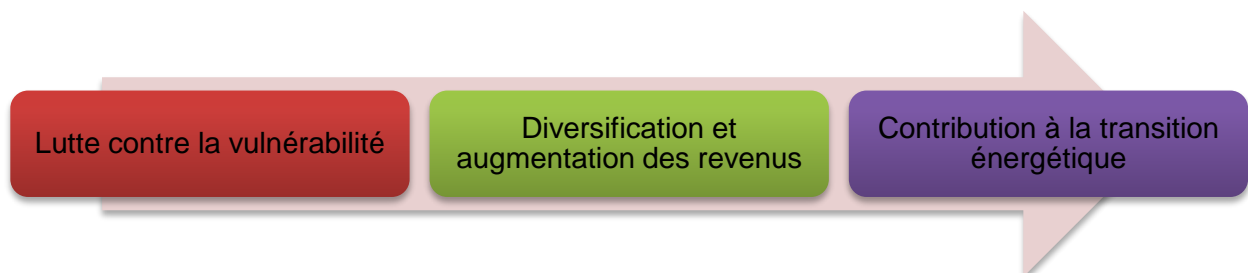 Lutte contre la vulnérabilité
Diversification et
augmentation des revenus
Contribution à la transition
énergétique